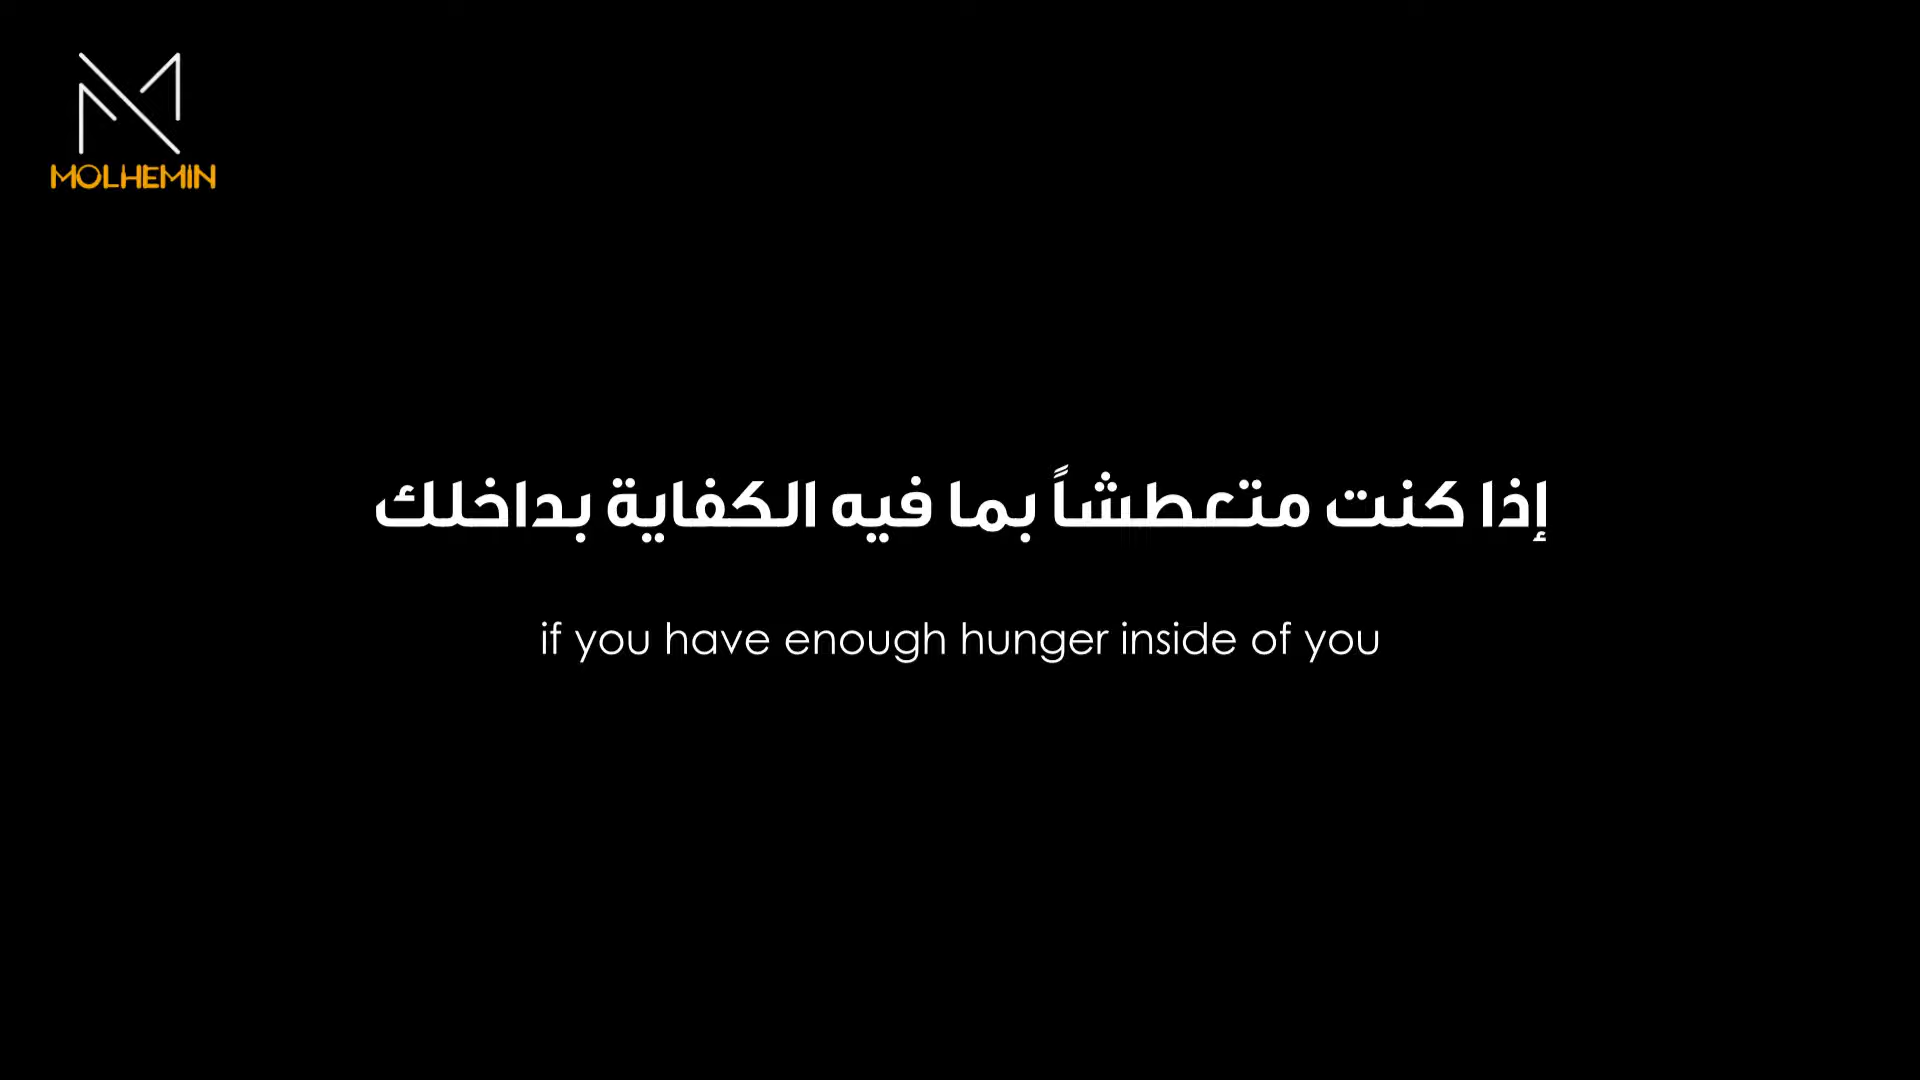 MOLHEMIN
إذا كنت متعطشاً بما فيه الكفاية بداخلك
if you have enough hunger inside of you